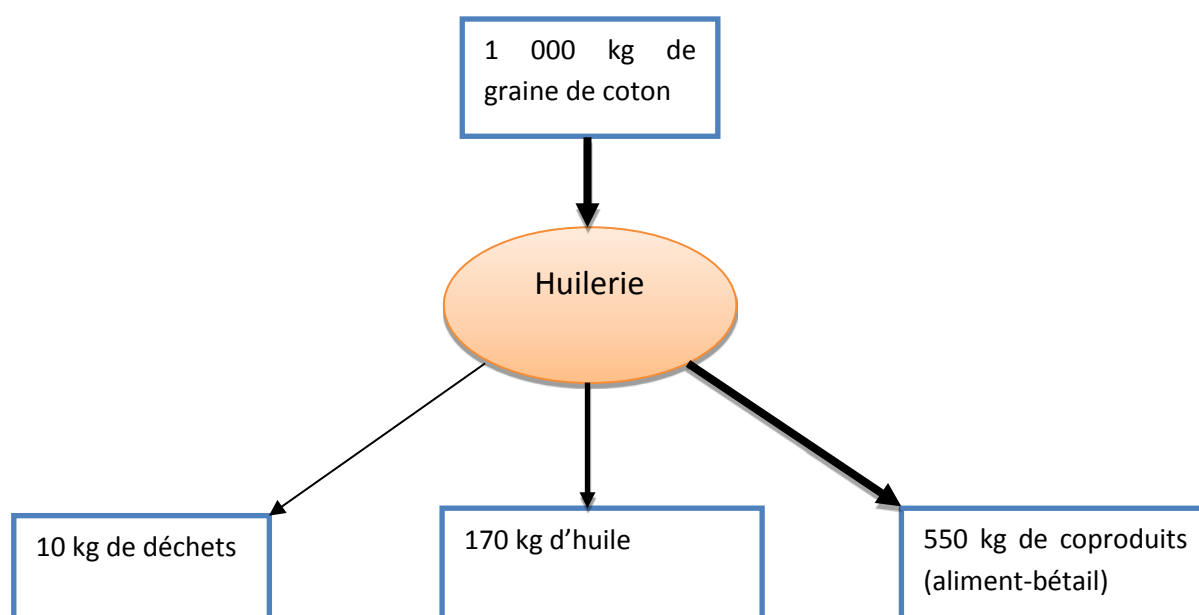 1 000 kg de
graine de coton
Huilerie
10 kg de déchets
170 kg d’huile
550 kg de coproduits
(aliment-bétail)